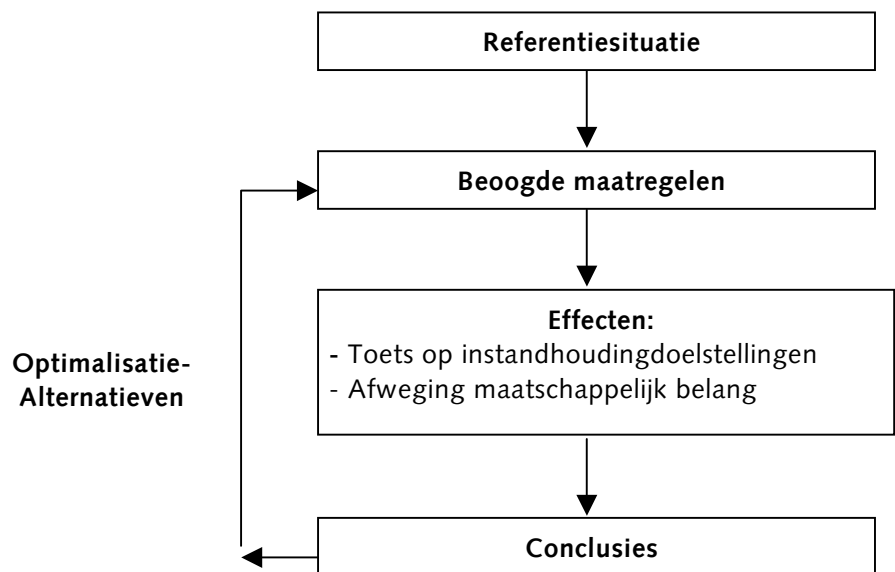 Referentiesituatie
Beoogde maatregelen
Effecten:
- Toets op instandhoudingdoelstellingen
- Afweging maatschappelijk belang
Optimalisatie-
Alternatieven
Conclusies